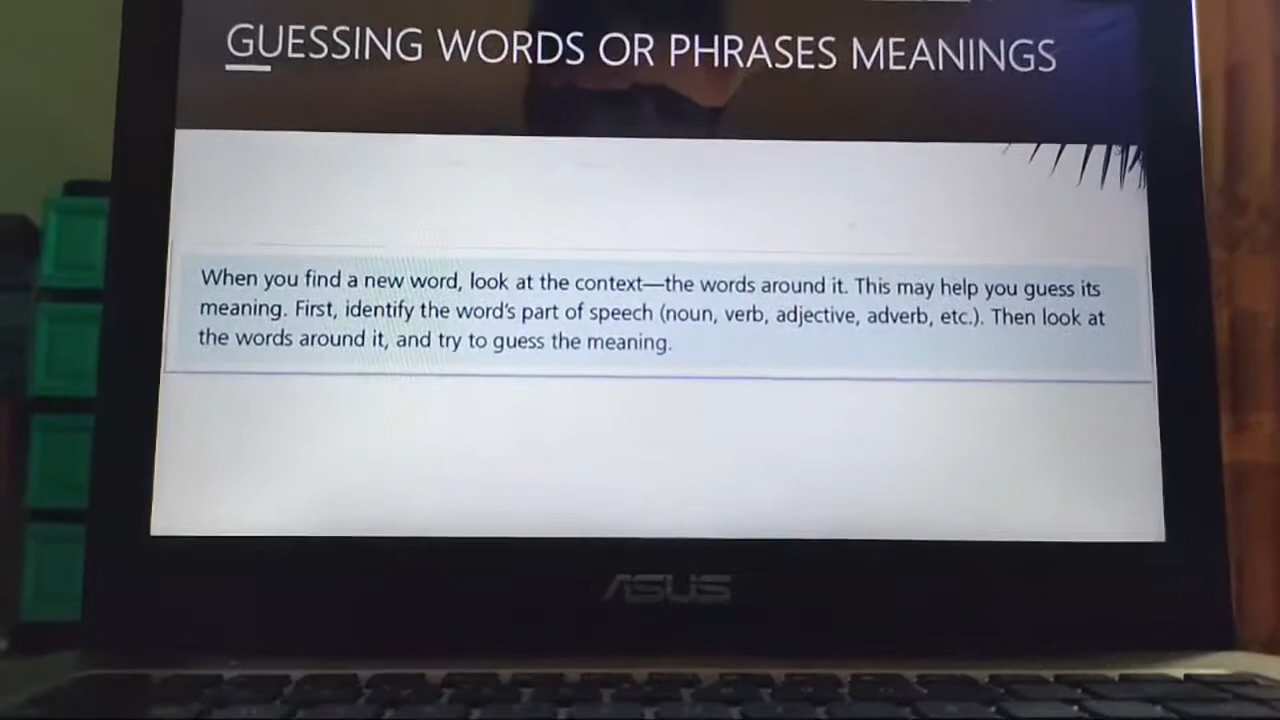 GUESSING WORDS OR PHRASES MEANINGS
When you find a new word, look at the context—the words around it. This may help you guess its
meaning. First, identify the word's part of speech (noun, verb, adjective, adverb, etc.). Then look at
the words around it, and try to guess the meaning.
ASUS